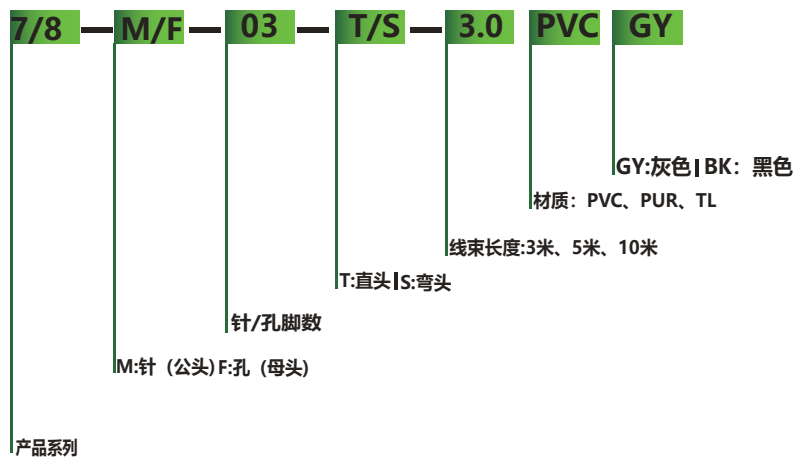 7/8 — M/F — 03 — T/S — 3.0 PVC GY
GY:灰色|BK：黑色
材质：PVC、PUR、TL
线束长度:3米、5米、10米
T:直头|S:弯头
针/孔脚数
M:针（公头)F:孔（母头)
产品系列